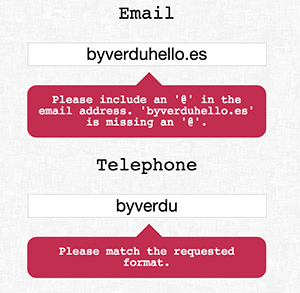 Email
byverduhello.es
Please include an '@' in the
email address. 'byverduhello.es'
is missing an '@'.
Telephone
byverdu
Please match the requested
format.